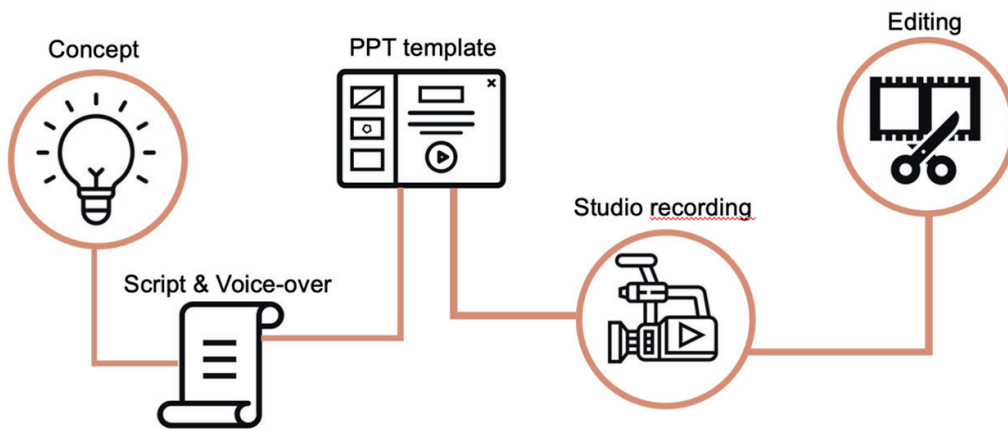 Concept
Script & Voice-over
PPT template
Studio recording
Editing